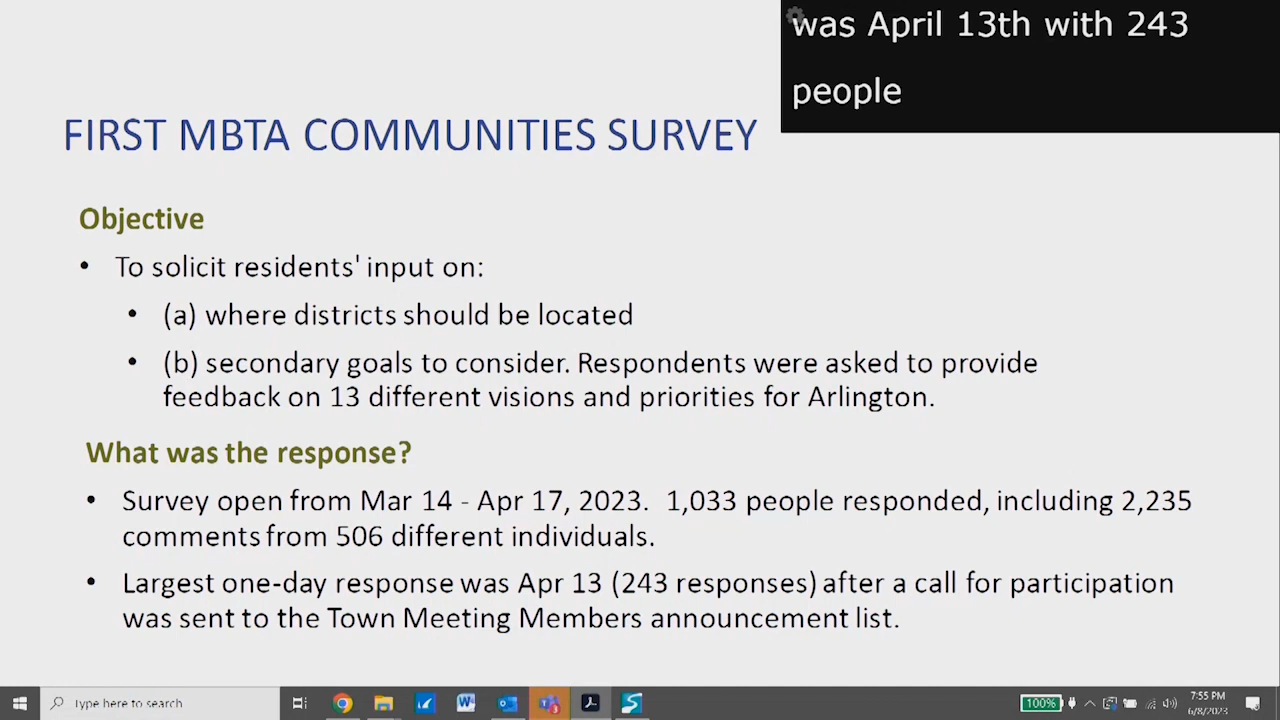 was April 13th with 243
people
FIRST MBTA COMMUNITIES SURVEY
Objective
• To solicit residents' input on:
• (a) where districts should be located
• (b) secondary goals to consider. Respondents were asked to provide
feedback on 13 different visions and priorities for Arlington.
What was the response?
• Survey open from Mar 14 - Apr 17, 2023. 1,033 people responded, including 2,235
comments from 506 different individuals.
• Largest one-day response was Apr 13 (243 responses) after a call for participation
was sent to the Town Meeting Members announcement list.
Type here to search
100%
7:55 PM
6/8/2023